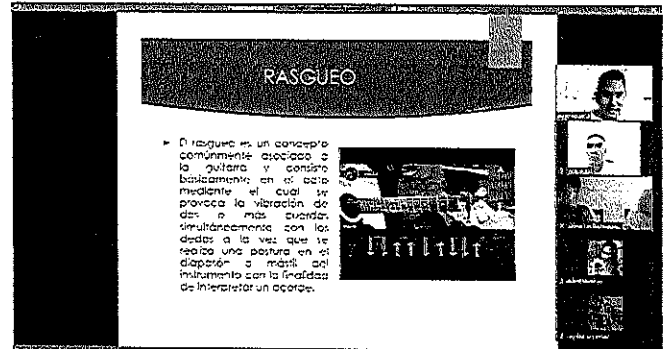 RASGUEO
► El rasgueo es un concepto
comúnmente asociado a
la guitarra y consiste
básicamente en el acto
mediante el cual se
provoca la vibración de
dos o más cuerdas
simultáneamente con los
dedos a la vez que se
realiza una postura en el
diapasón o mástil del
instrumento con la finalidad
de interpretar un acorde.